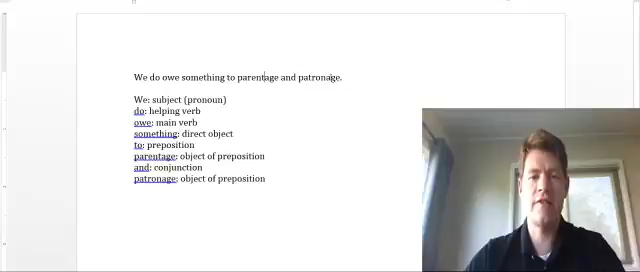 We do owe something to parentage and patronage.
We: subject (pronoun)
do: helping verb
owe: main verb
something: direct object
to: preposition
parentage: object of preposition
and: conjunction
patronage: object of preposition